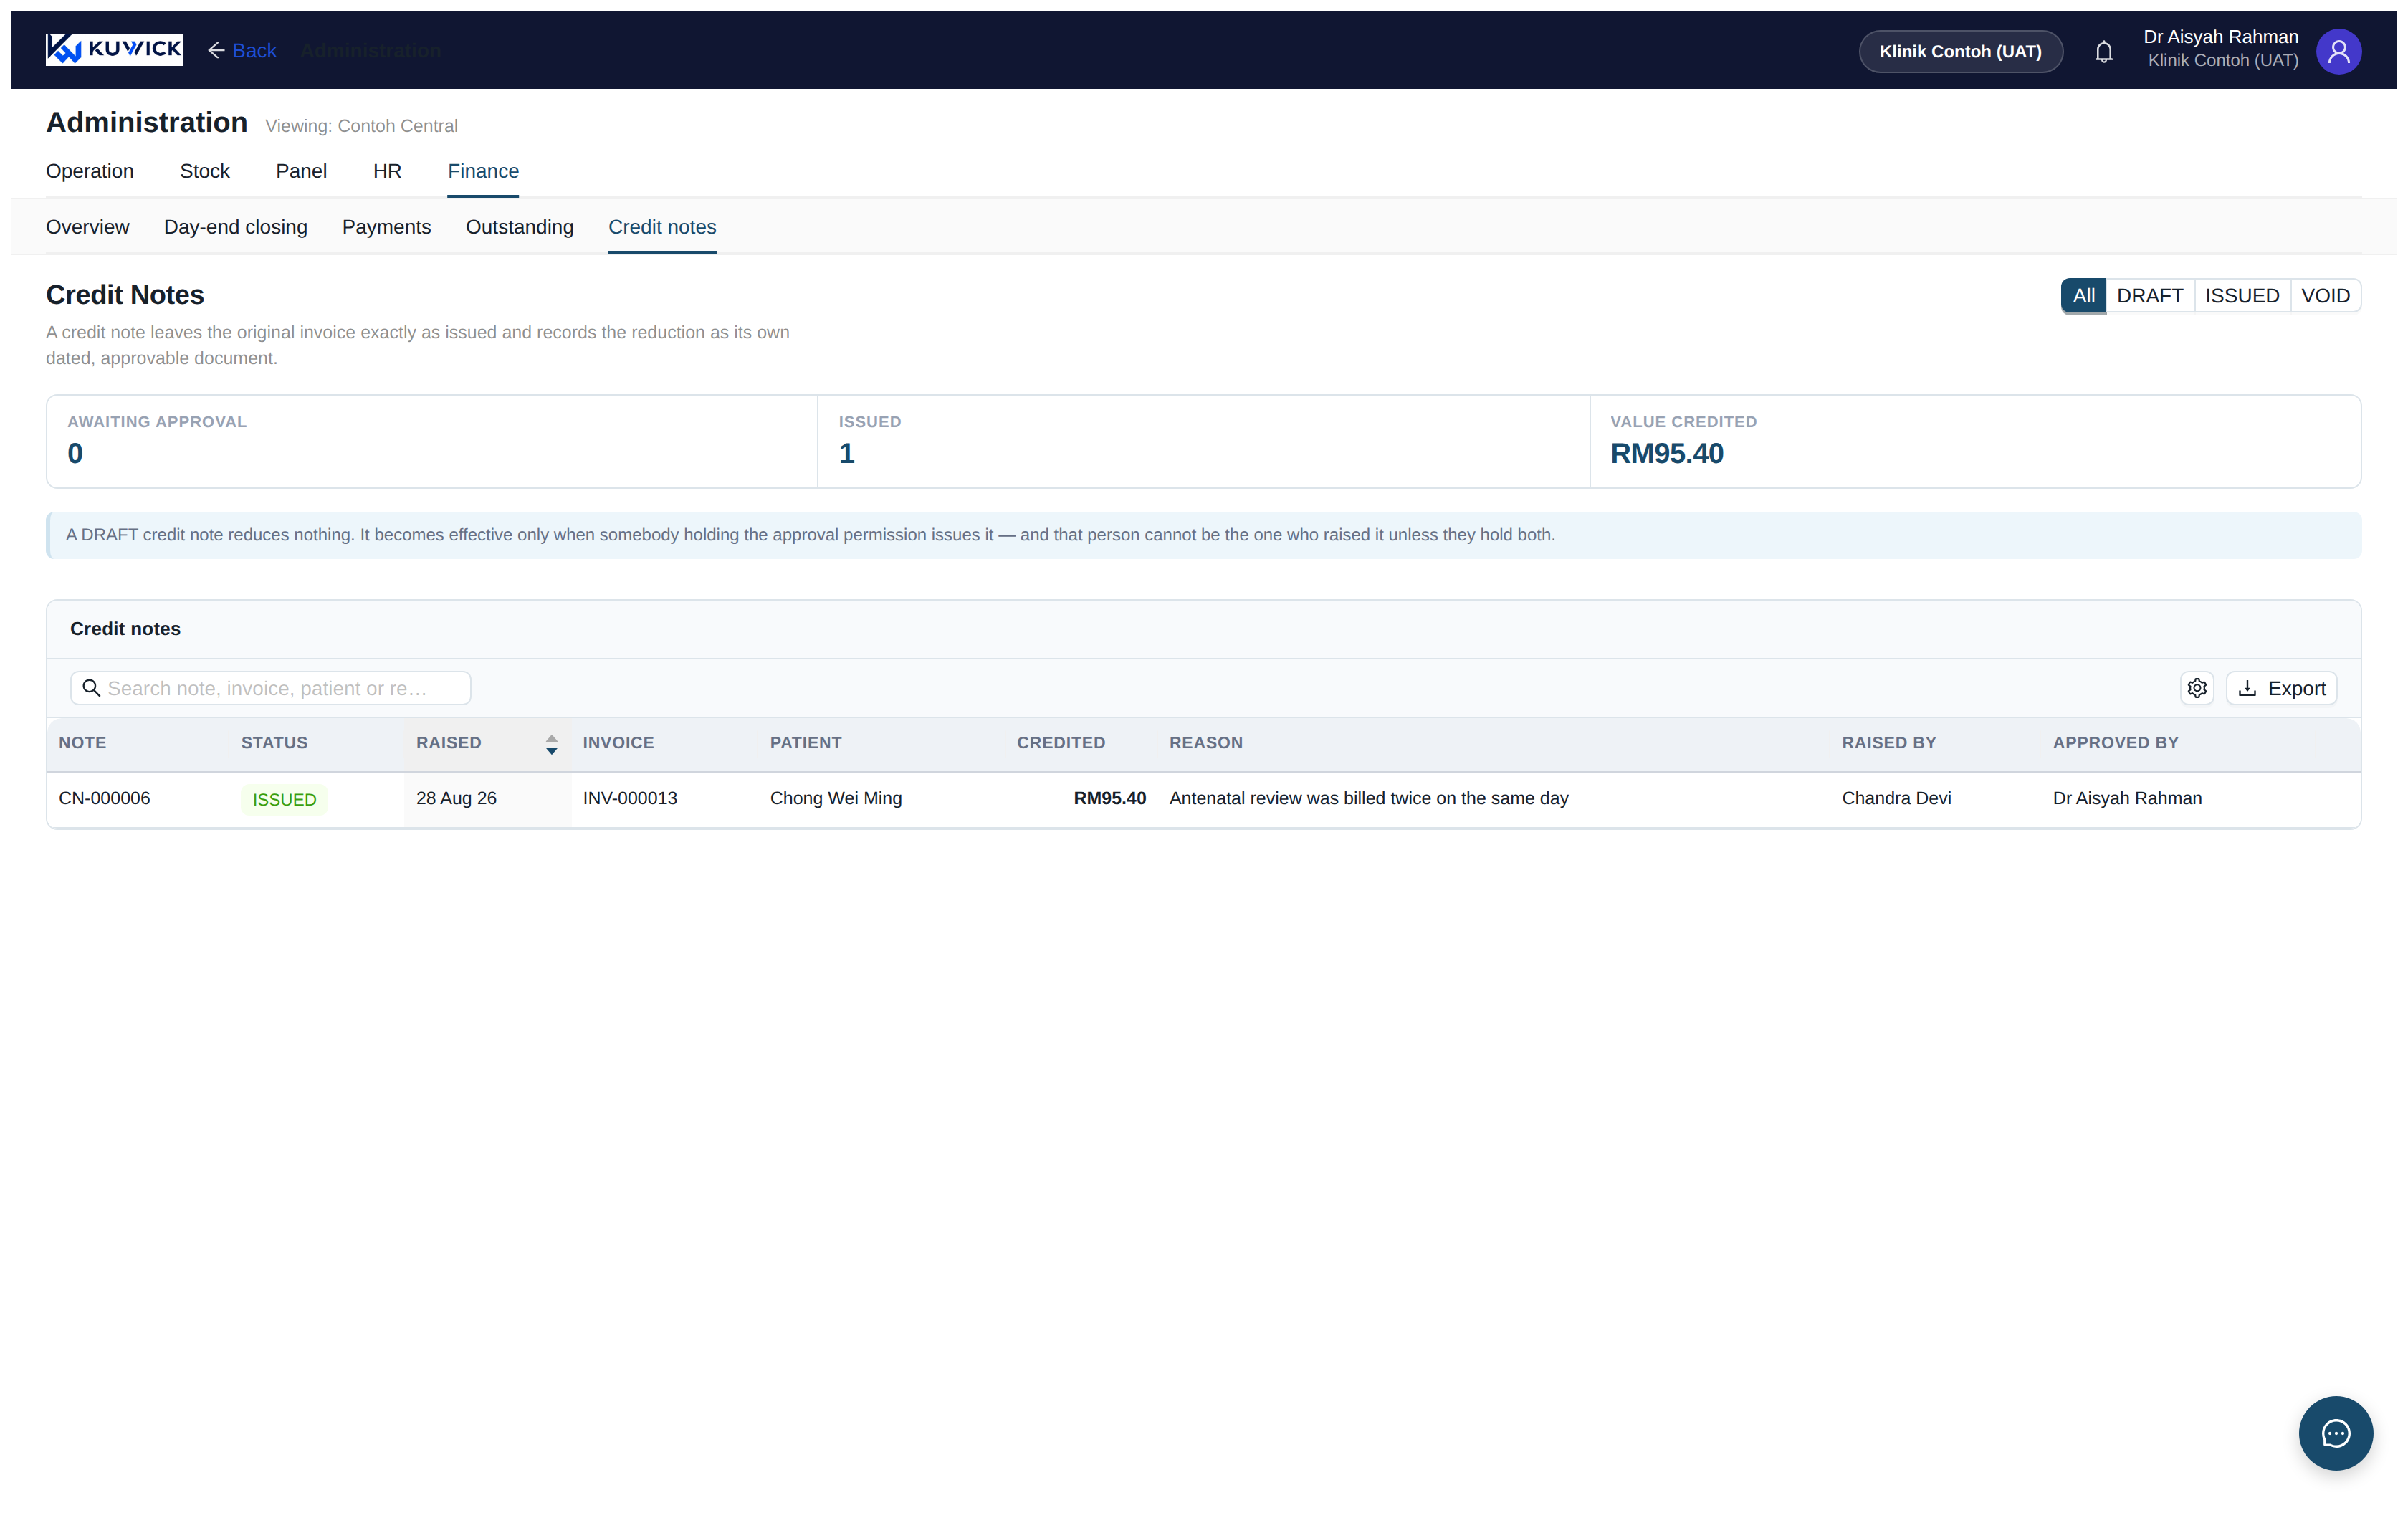 KUWICK
Back
Administration
Klinik Contoh (UAT)
Dr Aisyah Rahman
Klinik Contoh (UAT)
Administration
Viewing: Contoh Central
Operation
Stock
Panel
HR
Finance
Overview
Day-end closing
Payments
Outstanding
Credit notes
Credit Notes
All
DRAFT
ISSUED
VOID
A credit note leaves the original invoice exactly as issued and records the reduction as its own
dated, approvable document.
AWAITING APPROVAL
0
ISSUED
1
VALUE CREDITED
RM95.40
A DRAFT credit note reduces nothing. It becomes effective only when somebody holding the approval permission issues it — and that person cannot be the one who raised it unless they hold both.
Credit notes
Search note, invoice, patient or re…
Export
NOTE STATUS RAISED INVOICE PATIENT CREDITED REASON RAISED BY APPROVED BY
CN-000006 ISSUED 28 Aug 26 INV-000013 Chong Wei Ming RM95.40 Antenatal review was billed twice on the same day Chandra Devi Dr Aisyah Rahman